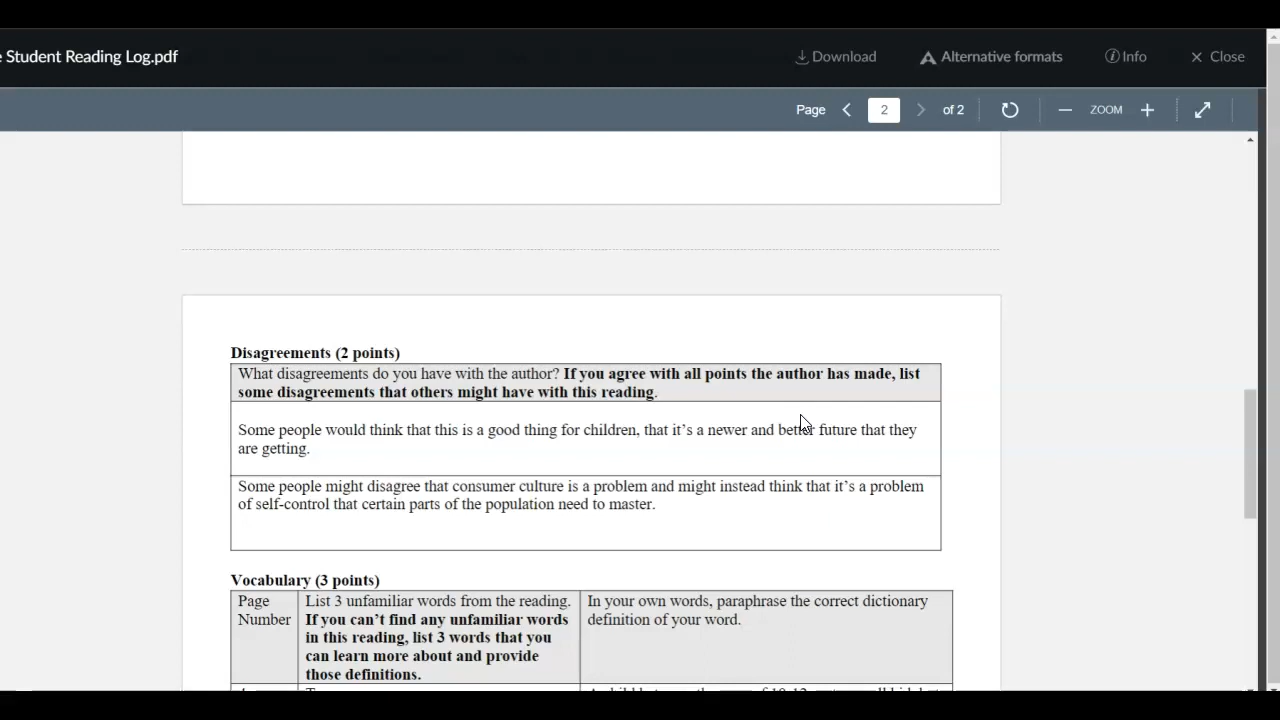 e Student Reading Log.pdf
Download
Alternative formats
Info
Close
Page
2
of 2
ZOOM
Disagreements (2 points)
What disagreements do you have with the author? If you agree with all points the author has made, list
some disagreements that others might have with this reading.
Some people would think that this is a good thing for children, that it’s a newer and better future that they
are getting.
Some people might disagree that consumer culture is a problem and might instead think that it’s a problem
of self-control that certain parts of the population need to master.
Vocabulary (3 points)
Page
Number
List 3 unfamiliar words from the reading.
If you can’t find any unfamiliar words
in this reading, list 3 words that you
can learn more about and provide
those definitions.
In your own words, paraphrase the correct dictionary
definition of your word.